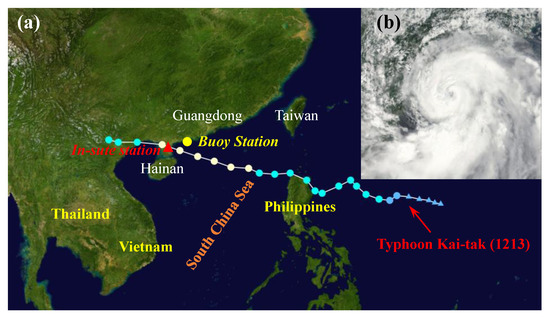 (a)
(b)
Guangdong
Taiwan
Buoy Station
In-situ station
Hainan
South China Sea
Philippines
Thailand
Vietnam
Typhoon Kai-tak (1213)